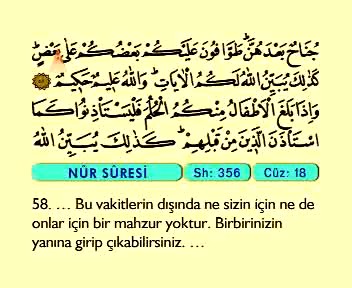 جُنَاحٌ بَعْدَهُنَّ طَوَّافُونَ عَلَيْكُمْ بَعْضُكُمْ عَلٰى بَعْضٍ
كَذٰلِكَ يُبَيِّنُ اللّٰهُ لَكُمُ الْاٰيَاتِ وَاللّٰهُ عَلِيمٌ حَكِيمٌ
وَاِذَا بَلَغَ الْاَطْفَالُ مِنْكُمُ الْحُلُمَ فَلْيَسْتَأْذِنُوا كَمَا
اسْتَأْذَنَ الَّذِينَ مِنْ قَبْلِهِمْ كَذٰلِكَ يُبَيِّنُ اللّٰهُ
NÛR SÛRESİ Sh: 356 Cüz: 18
58. … Bu vakitlerin dışında ne sizin için ne de
onlar için bir mahzur yoktur. Birbirinizin
yanına girip çıkabilirsiniz. …